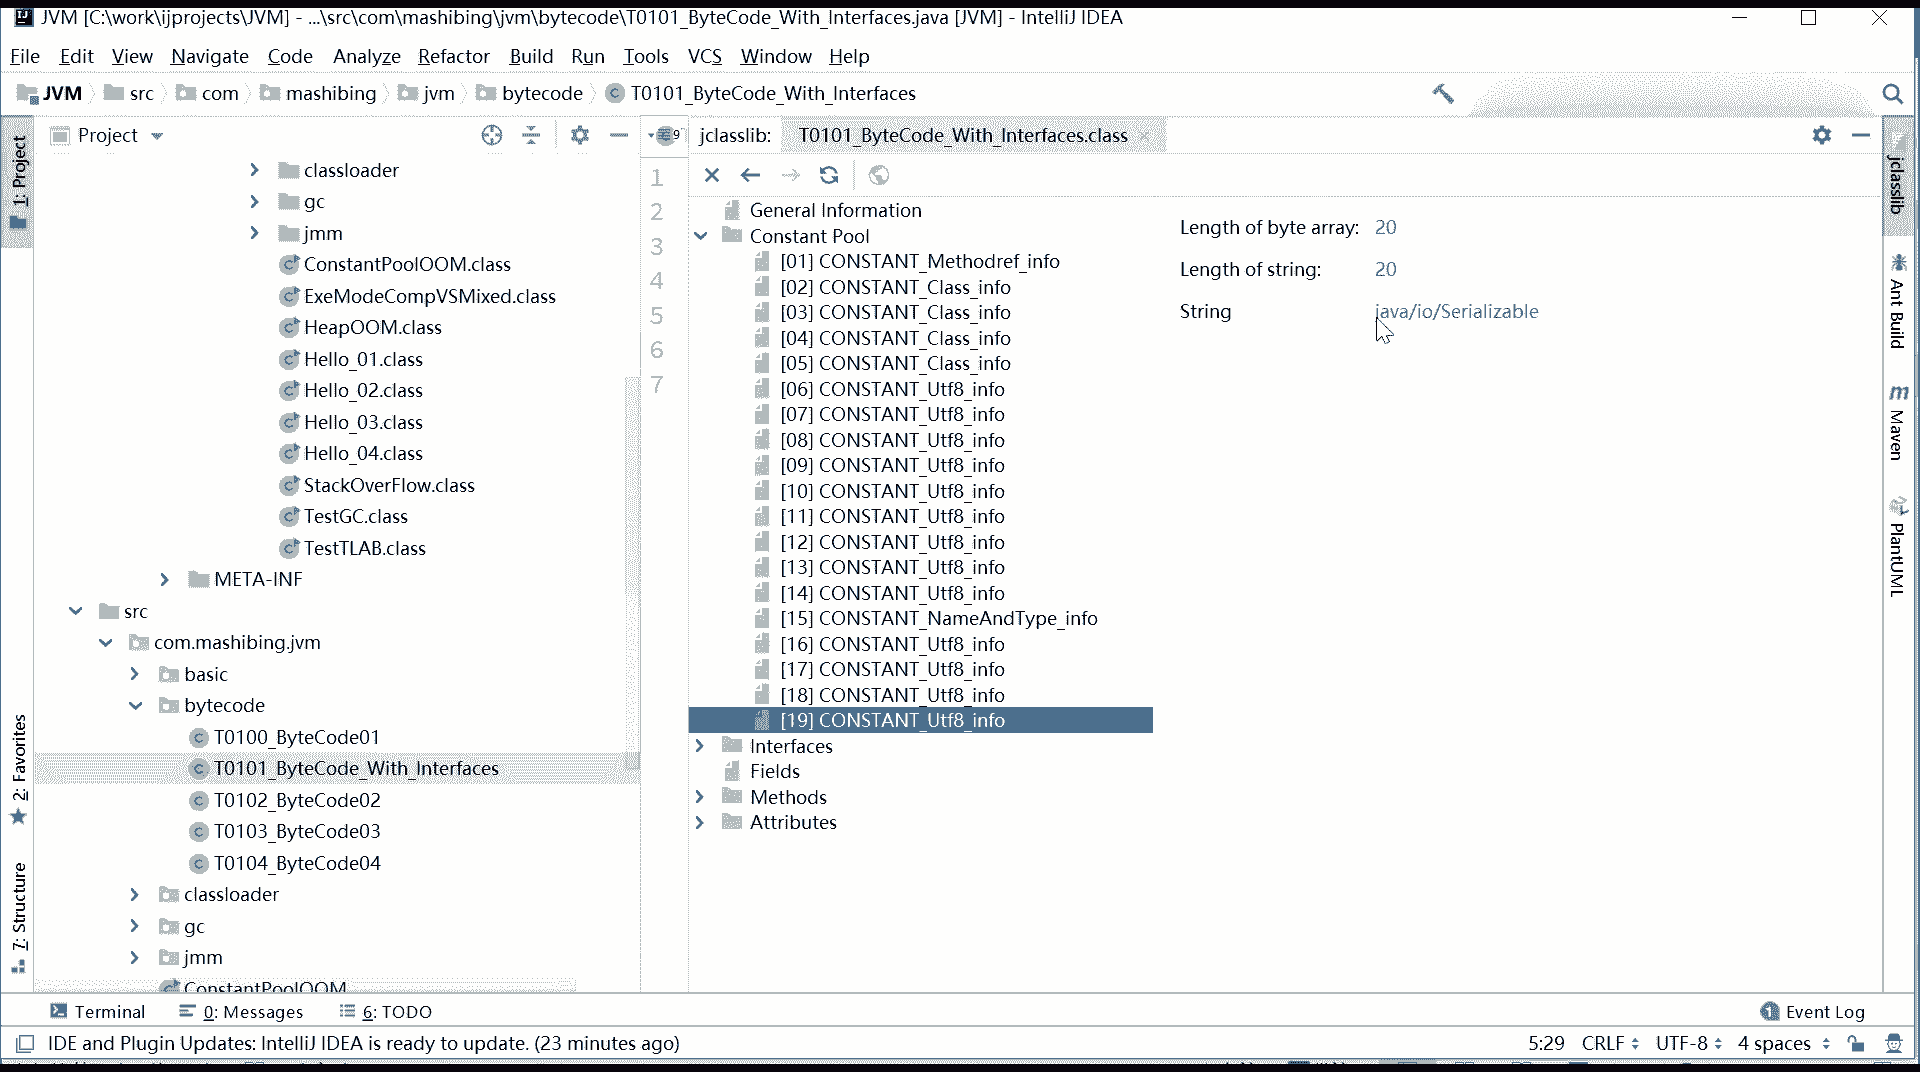 JVM [C:\work\ijprojects\JVM] - ...\src\com\mashibing\jvm\bytecode\T0101_ByteCode_With_Interfaces.java [JVM] - IntelliJ IDEA
File Edit View Navigate Code Analyze Refactor Build Run Tools VCS Window Help
JVM src com mashibing jvm bytecode T0101_ByteCode_With_Interfaces
1: Project
Project
classloader
gc
jmm
ConstantPoolOOM.class
ExeModeCompVSMixed.class
HeapOOM.class
Hello_01.class
Hello_02.class
Hello_03.class
Hello_04.class
StackOverFlow.class
TestGC.class
TestTLAB.class
META-INF
src
com.mashibing.jvm
basic
bytecode
T0100_ByteCode01
T0101_ByteCode_With_Interfaces
T0102_ByteCode02
T0103_ByteCode03
T0104_ByteCode04
classloader
gc
jmm
ConstantPoolOOM
2: Favorites
7: Structure
9
1
2
3
4
5
6
7
jclasslib: T0101_ByteCode_With_Interfaces.class
General Information
Constant Pool
[01] CONSTANT_Methodref_info
[02] CONSTANT_Class_info
[03] CONSTANT_Class_info
[04] CONSTANT_Class_info
[05] CONSTANT_Class_info
[06] CONSTANT_Utf8_info
[07] CONSTANT_Utf8_info
[08] CONSTANT_Utf8_info
[09] CONSTANT_Utf8_info
[10] CONSTANT_Utf8_info
[11] CONSTANT_Utf8_info
[12] CONSTANT_Utf8_info
[13] CONSTANT_Utf8_info
[14] CONSTANT_Utf8_info
[15] CONSTANT_NameAndType_info
[16] CONSTANT_Utf8_info
[17] CONSTANT_Utf8_info
[18] CONSTANT_Utf8_info
[19] CONSTANT_Utf8_info
Interfaces
Fields
Methods
Attributes
Length of byte array: 20
Length of string: 20
String java/io/Serializable
jclasslib
Ant Build
m Maven
PlantUML
Terminal 0: Messages 6: TODO 1 Event Log
IDE and Plugin Updates: IntelliJ IDEA is ready to update. (23 minutes ago) 5:29 CRLF UTF-8 4 spaces